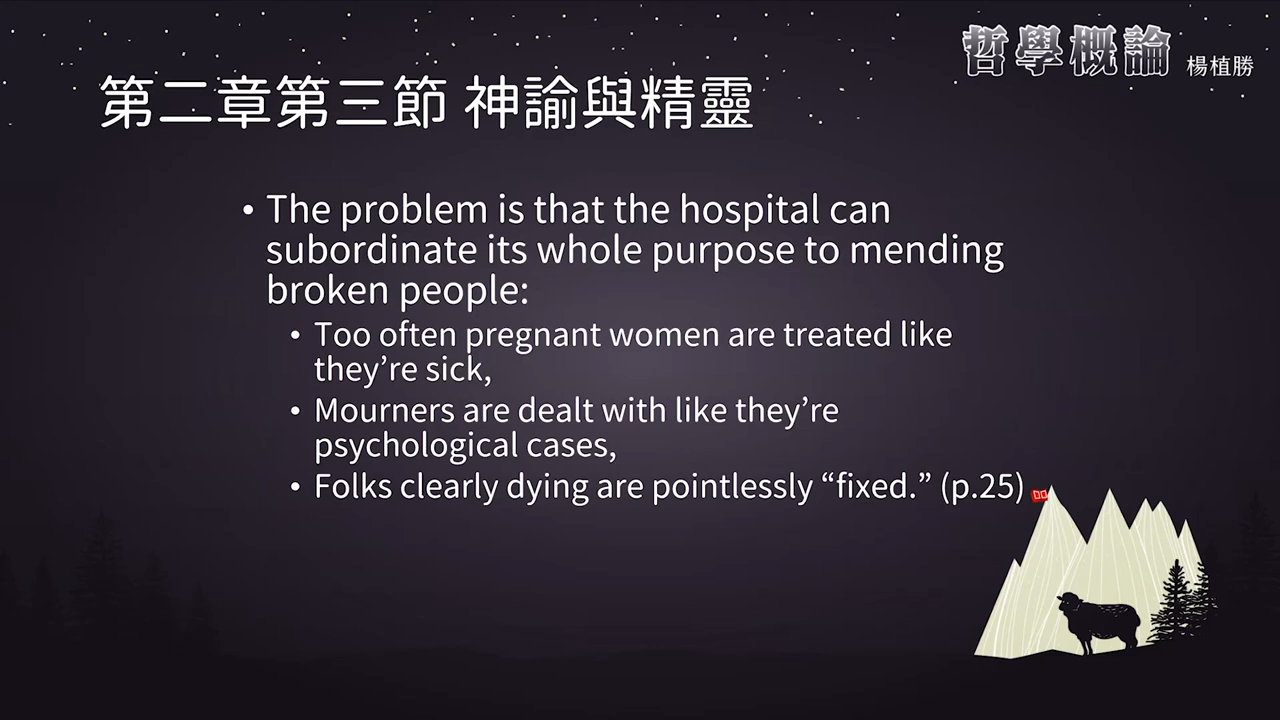 哲學概論 楊植勝
第二章第三節 神諭與精靈
• The problem is that the hospital can
subordinate its whole purpose to mending
broken people:
• Too often pregnant women are treated like
they’re sick,
• Mourners are dealt with like they’re
psychological cases,
• Folks clearly dying are pointlessly “fixed.” (p.25)